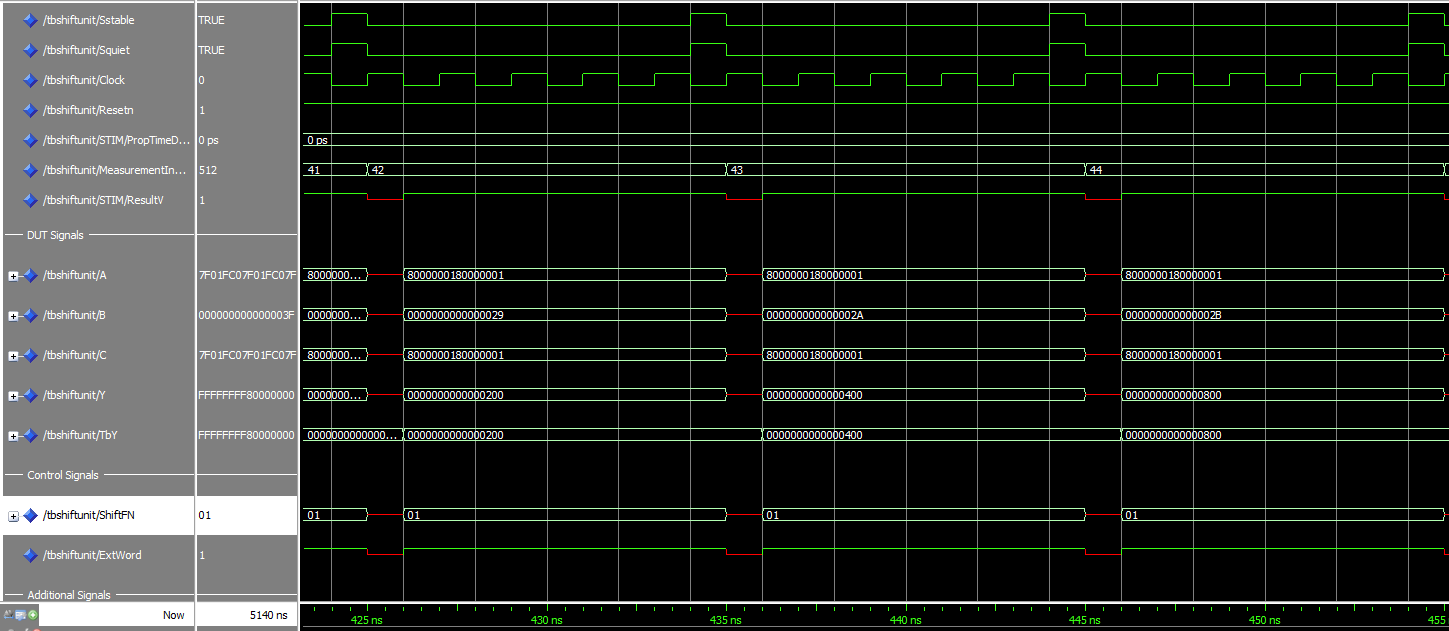 /tbshiftunit/Sstable TRUE
/tbshiftunit/Squiet TRUE
/tbshiftunit/Clock 0
/tbshiftunit/Resetn 1
/tbshiftunit/STIM/PropTimeD... 0 ps 0 ps
/tbshiftunit/MeasurementIn... 512 41 42 43 44
/tbshiftunit/STIM/ResultV 1
DUT Signals
/tbshiftunit/A 7F01FC07F01FC07F 8000000... 8000000180000001 8000000180000001 8000000180000001
/tbshiftunit/B 000000000000003F 0000000... 0000000000000029 000000000000002A 000000000000002B
/tbshiftunit/C 7F01FC07F01FC07F 8000000... 8000000180000001 8000000180000001 8000000180000001
/tbshiftunit/Y FFFFFFFF80000000 0000000... 0000000000000200 0000000000000400 0000000000000800
/tbshiftunit/TbY FFFFFFFF80000000 0000000000000... 0000000000000200 0000000000000400 0000000000000800
Control Signals
/tbshiftunit/ShiftFN 01 01 01 01 01
/tbshiftunit/ExtWord 1
Additional Signals
Now 5140 ns
425 ns 430 ns 435 ns 440 ns 445 ns 450 ns 455